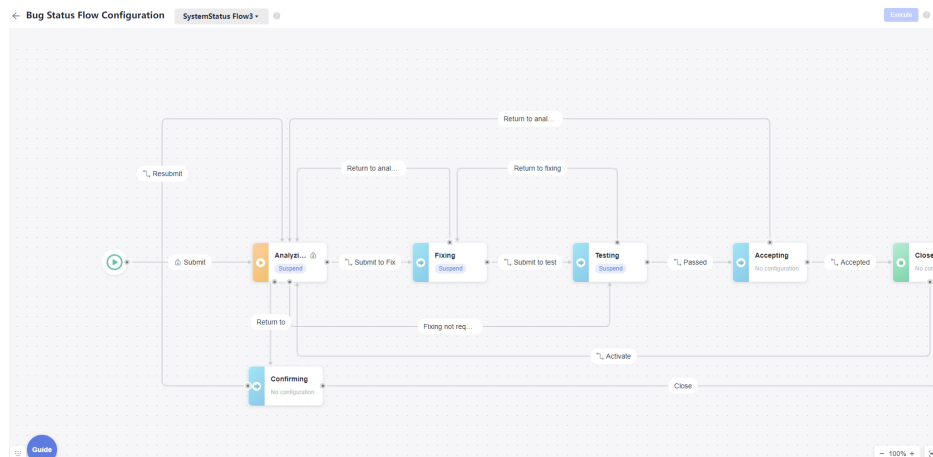 Bug Status Flow Configuration
SystemStatus Flow3
Execute
Return to anal...
Resubmit
Return to anal...
Return to fixing
Submit
Analyzi...
Suspend
Submit to Fix
Fixing
Suspend
Submit to test
Testing
Suspend
Passed
Accepting
No configuration
Accepted
Close
No con
Return to
Fixing not req...
Activate
Confirming
No configuration
Close
Guide
− 100% +